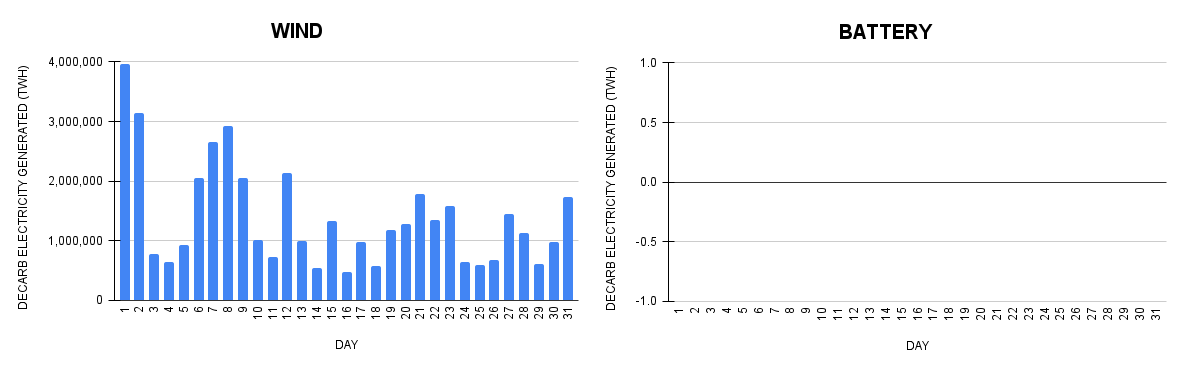 WIND
DECARB ELECTRICITY GENERATED (TWH)
4,000,000
3,000,000
2,000,000
1,000,000
0
1 2 3 4 5 6 7 8 9 10 11 12 13 14 15 16 17 18 19 20 21 22 23 24 25 26 27 28 29 30 31
DAY
BATTERY
DECARB ELECTRICITY GENERATED (TWH)
1.0
0.5
0.0
-0.5
-1.0
1 2 3 4 5 6 7 8 9 10 11 12 13 14 15 16 17 18 19 20 21 22 23 24 25 26 27 28 29 30 31
DAY